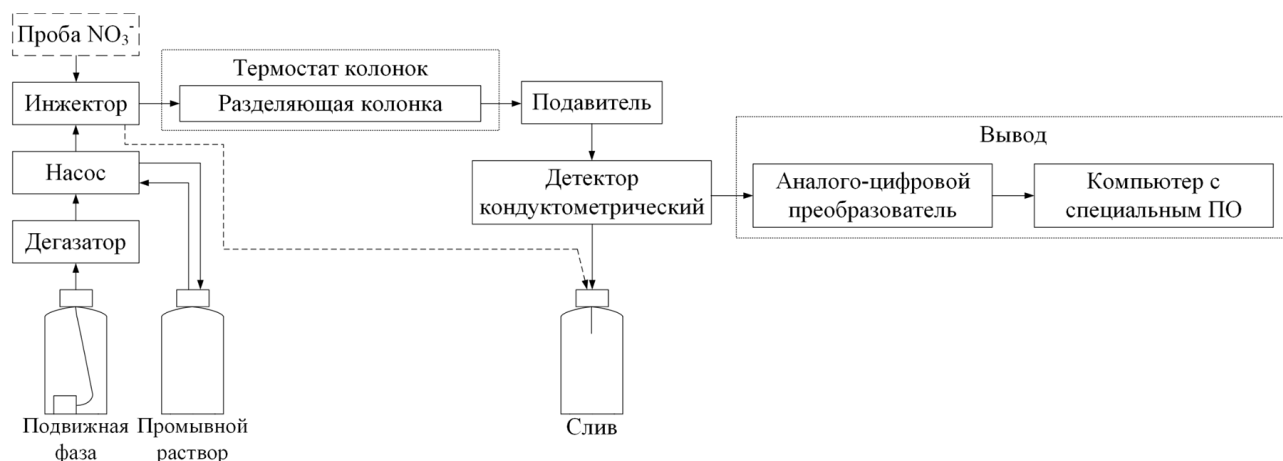 Проба NO₃⁻
Термостат колонок
Инжектор
Разделяющая колонка
Подавитель
Вывод
Насос
Детектор
кондуктометрический
Аналого-цифровой
преобразователь
Компьютер с
специальным ПО
Дегазатор
Подвижная
фаза
Промывной
раствор
Слив